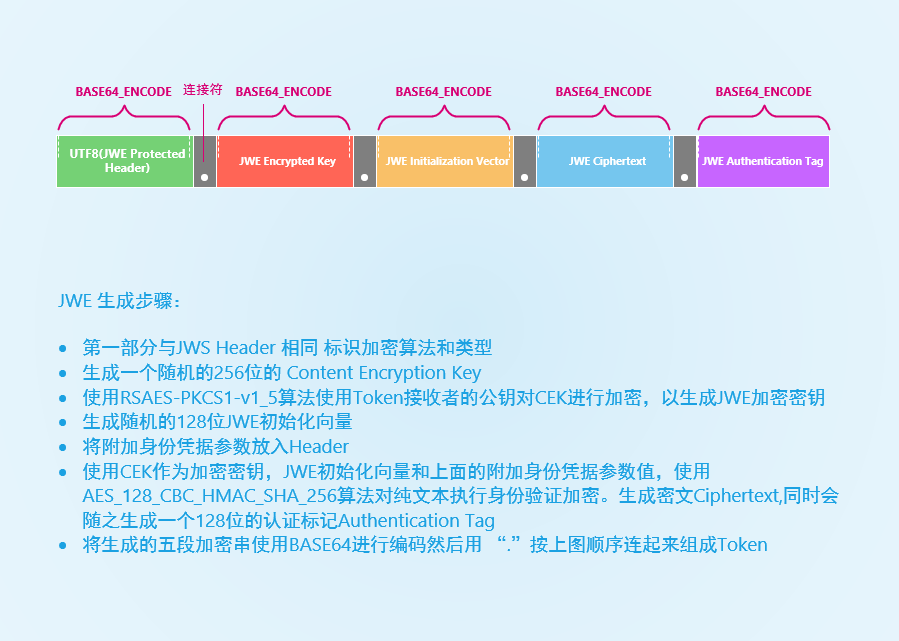 BASE64_ENCODE 连接符 BASE64_ENCODE BASE64_ENCODE BASE64_ENCODE BASE64_ENCODE
UTF8(JWE Protected
Header)
JWE Encrypted Key
JWE Initialization Vector
JWE Ciphertext
JWE Authentication Tag
JWE 生成步骤：
• 第一部分与JWS Header 相同 标识加密算法和类型
• 生成一个随机的256位的 Content Encryption Key
• 使用RSAES-PKCS1-v1_5算法使用Token接收者的公钥对CEK进行加密，以生成JWE加密密钥
• 生成随机的128位JWE初始化向量
• 将附加身份凭据参数放入Header
• 使用CEK作为加密密钥，JWE初始化向量和上面的附加身份凭据参数值，使用
AES_128_CBC_HMAC_SHA_256算法对纯文本执行身份验证加密。生成密文Ciphertext,同时会
随之生成一个128位的认证标记Authentication Tag
• 将生成的五段加密串使用BASE64进行编码然后用 “.” 按上图顺序连起来组成Token